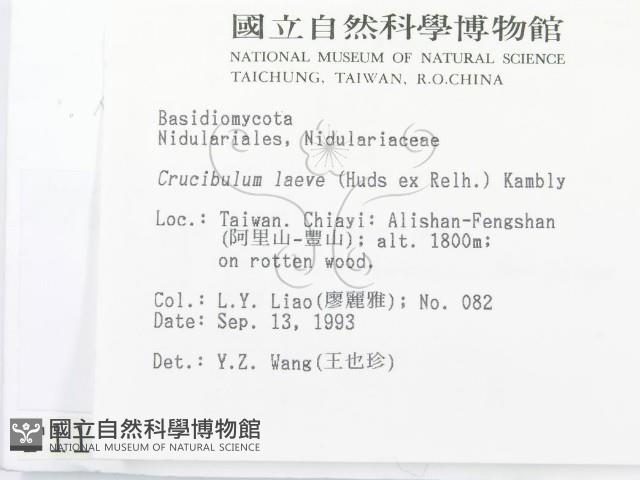 國立自然科學博物館
NATIONAL MUSEUM OF NATURAL SCIENCE
TAICHUNG, TAIWAN, R.O.CHINA
Basidiomycota
Nidulariales, Nidulariaceae
Crucibulum laeve (Huds ex Relh.) Kambly
Loc.: Taiwan. Chiayi: Alishan-Fengshan
(阿里山-豐山); alt. 1800m;
on rotten wood.
Col.: L.Y. Liao(廖麗雅); No. 082
Date: Sep. 13, 1993
Det.: Y.Z. Wang(王也珍)
國立自然科學博物館
NATIONAL MUSEUM OF NATURAL SCIENCE